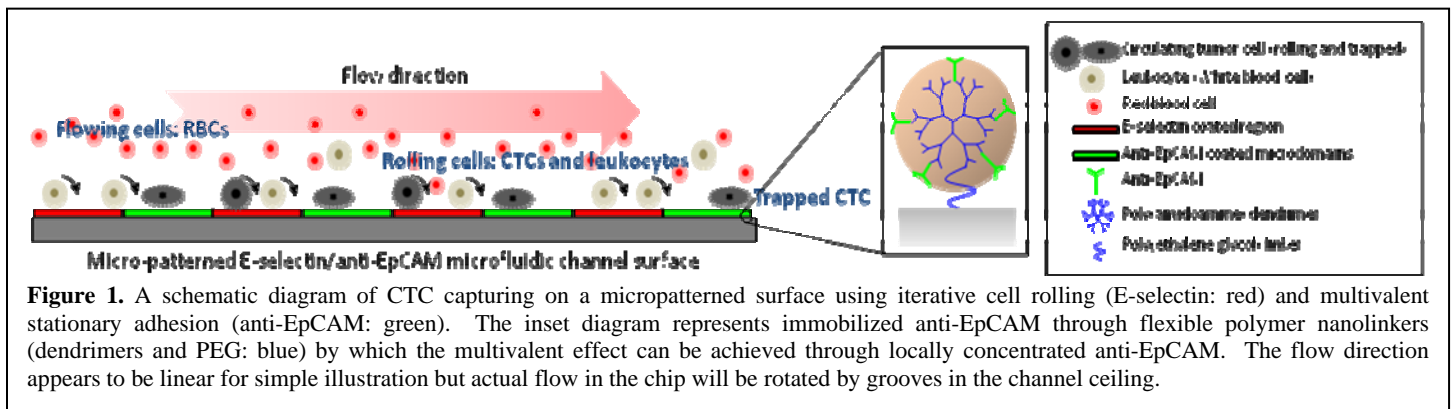 Flow direction
Flowing cells: RBCs
Rolling cells: CTCs and leukocytes
Trapped CTC
Micro-patterned E-selectin/anti-EpCAM microfluidic channel surface
Circulating tumor cell rolling and trapped
Leukocyte White blood cell
Red blood cell
E-selectin coated region
Anti-EpCAM coated microdomains
Anti-EpCAM
dendrimer
linker
Figure 1. A schematic diagram of CTC capturing on a micropatterned surface using iterative cell rolling (E-selectin: red) and multivalent
stationary adhesion (anti-EpCAM: green). The inset diagram represents immobilized anti-EpCAM through flexible polymer nanolinkers
(dendrimers and PEG: blue) by which the multivalent effect can be achieved through locally concentrated anti-EpCAM. The flow direction
appears to be linear for simple illustration but actual flow in the chip will be rotated by grooves in the channel ceiling.